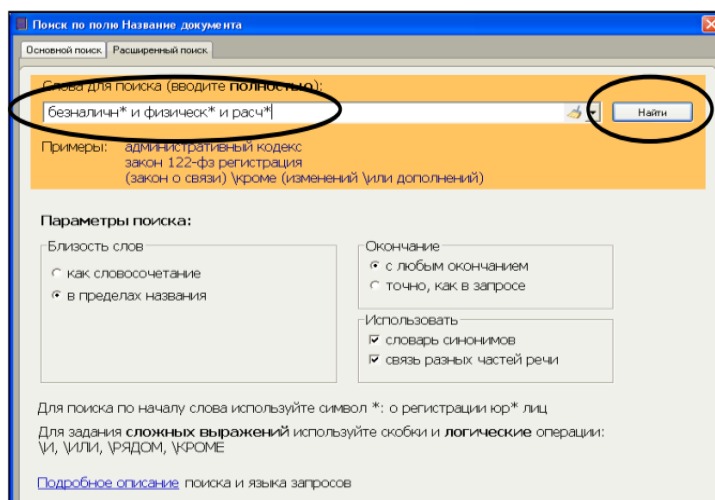 Поиск по полю Название документа
Основной поиск Расширенный поиск
Слова для поиска (вводите полностью):
безналичн* и физическ* и расч*
Найти
Примеры: административный кодекс
закон 122-фз регистрация
(закон о связи) \кроме (изменений \или дополнений)
Параметры поиска:
Близость слов
как словосочетание
в пределах названия
Окончание
с любым окончанием
точно, как в запросе
Использовать
словарь синонимов
связь разных частей речи
Для поиска по началу слова используйте символ *: о регистрации юр* лиц
Для задания сложных выражений используйте скобки и логические операции:
\И, \ИЛИ, \РЯДОМ, \КРОМЕ
Подробное описание поиска и языка запросов